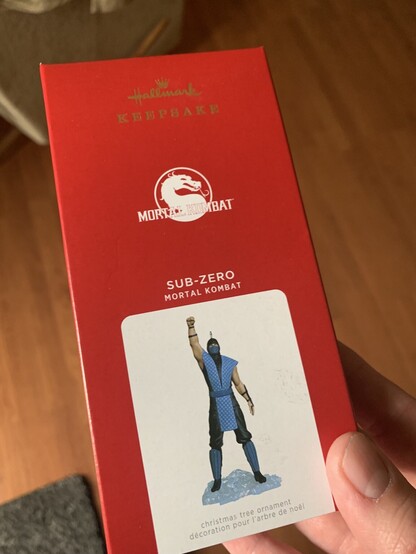 Hallmark
KEEPSAKE
MORTAL KOMBAT
SUB-ZERO
MORTAL KOMBAT
christmas tree ornament
décoration pour l'arbre de noël